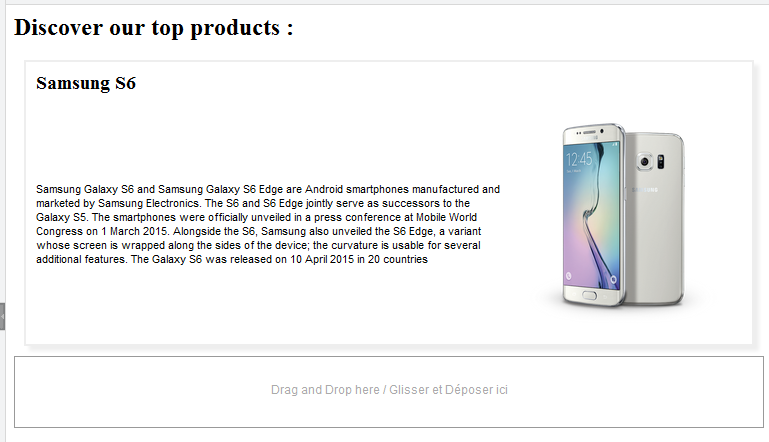 Discover our top products :
Samsung S6
12:45
SAMSUNG
Samsung Galaxy S6 and Samsung Galaxy S6 Edge are Android smartphones manufactured and
marketed by Samsung Electronics. The S6 and S6 Edge jointly serve as successors to the
Galaxy S5. The smartphones were officially unveiled in a press conference at Mobile World
Congress on 1 March 2015. Alongside the S6, Samsung also unveiled the S6 Edge, a variant
whose screen is wrapped along the sides of the device; the curvature is usable for several
additional features. The Galaxy S6 was released on 10 April 2015 in 20 countries
Drag and Drop here / Glisser et Déposer ici